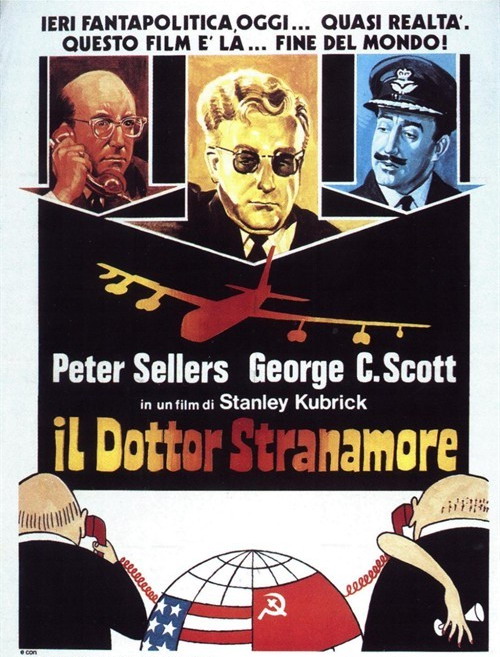 IERI FANTAPOLITICA,OGGI... QUASI REALTA'.
QUESTO FILM E' LA... FINE DEL MONDO!
Peter Sellers George C. Scott
in un film di Stanley Kubrick
il Dottor Stranamore
e con